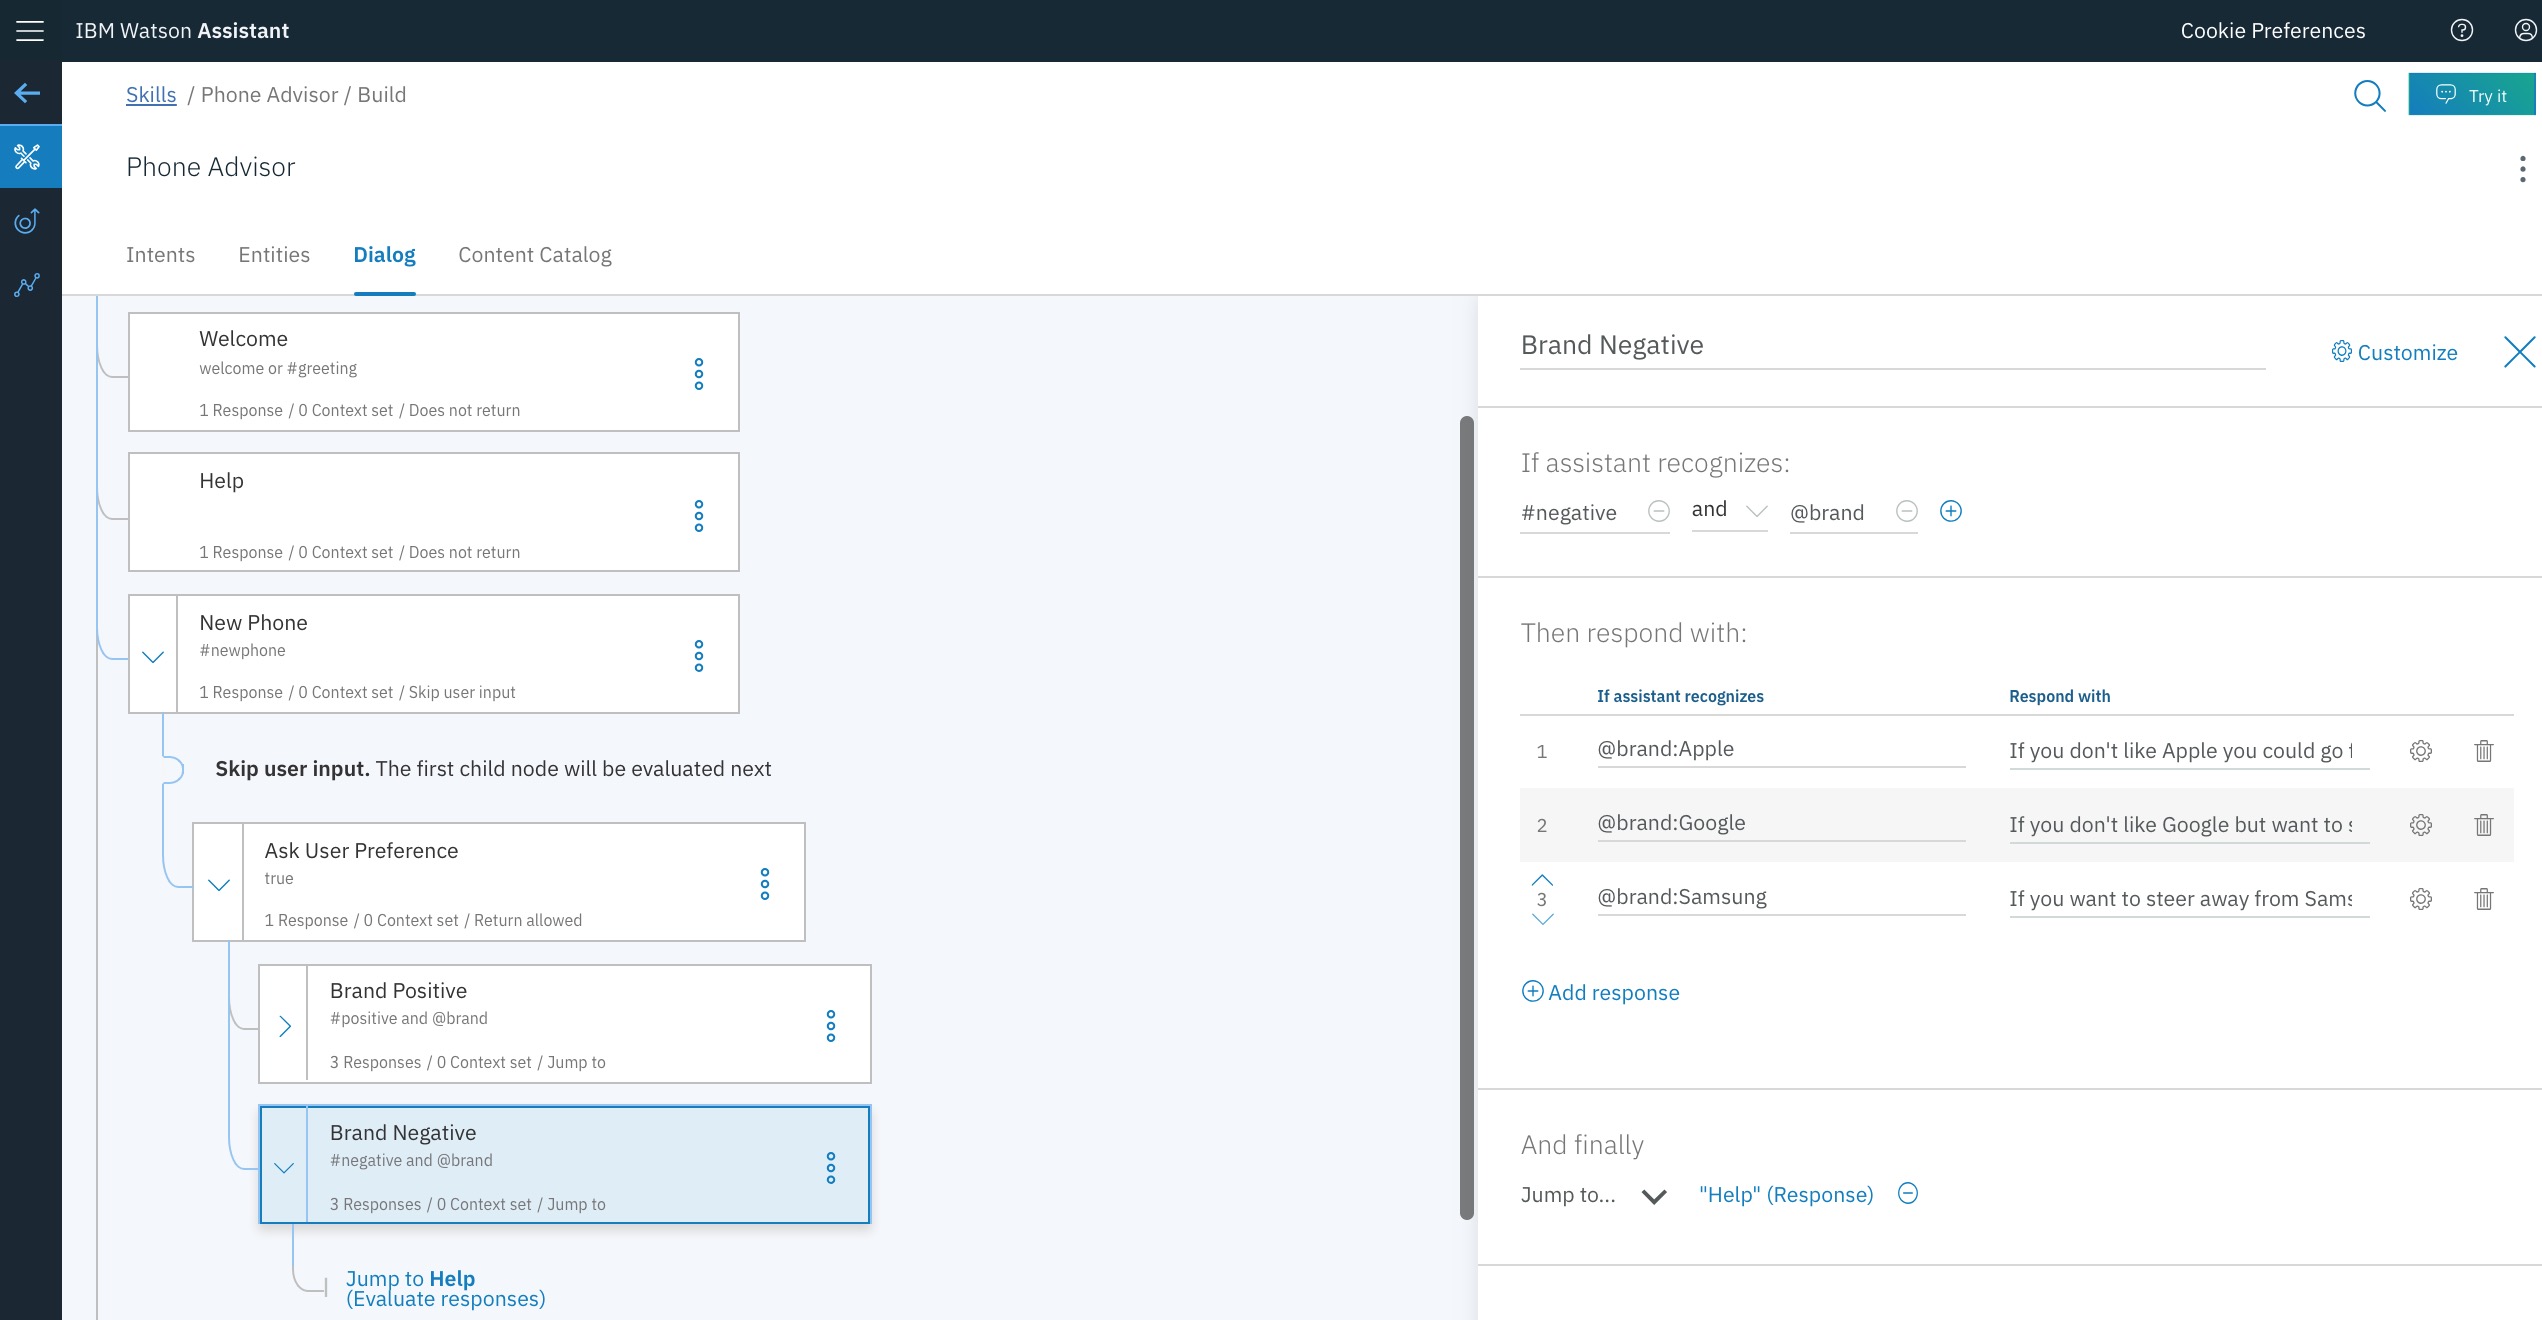 IBM Watson Assistant
Cookie Preferences
Skills / Phone Advisor / Build
Try it
Phone Advisor
Intents
Entities
Dialog
Content Catalog
Welcome
welcome or #greeting
1 Response / 0 Context set / Does not return
Help
1 Response / 0 Context set / Does not return
New Phone
#newphone
1 Response / 0 Context set / Skip user input
Skip user input. The first child node will be evaluated next
Ask User Preference
true
1 Response / 0 Context set / Return allowed
Brand Positive
#positive and @brand
3 Responses / 0 Context set / Jump to
Brand Negative
#negative and @brand
3 Responses / 0 Context set / Jump to
Jump to Help
(Evaluate responses)
Brand Negative
Customize
If assistant recognizes:
#negative and @brand
Then respond with:
If assistant recognizes Respond with
1 @brand:Apple If you don't like Apple you could go
2 @brand:Google If you don't like Google but want to
3 @brand:Samsung If you want to steer away from Sams
Add response
And finally
Jump to... "Help" (Response)